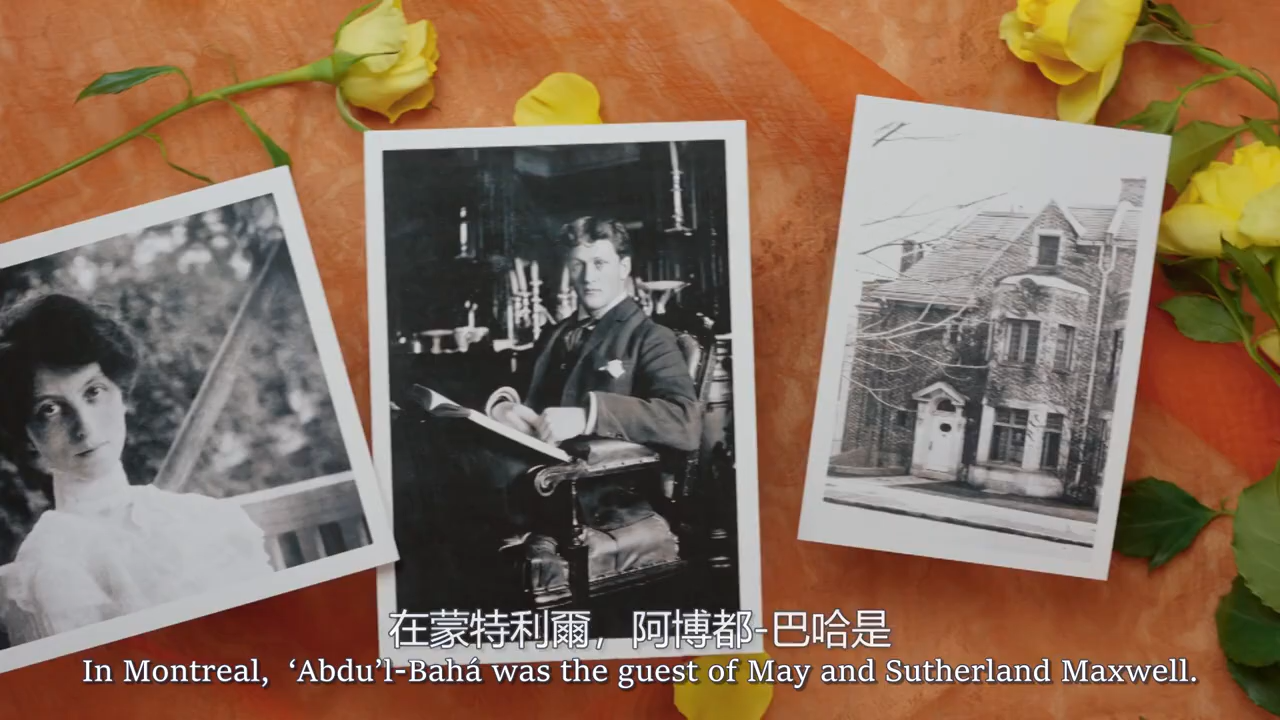 在蒙特利爾，阿博都-巴哈是
In Montreal, ‘Abdu’l-Bahá was the guest of May and Sutherland Maxwell.